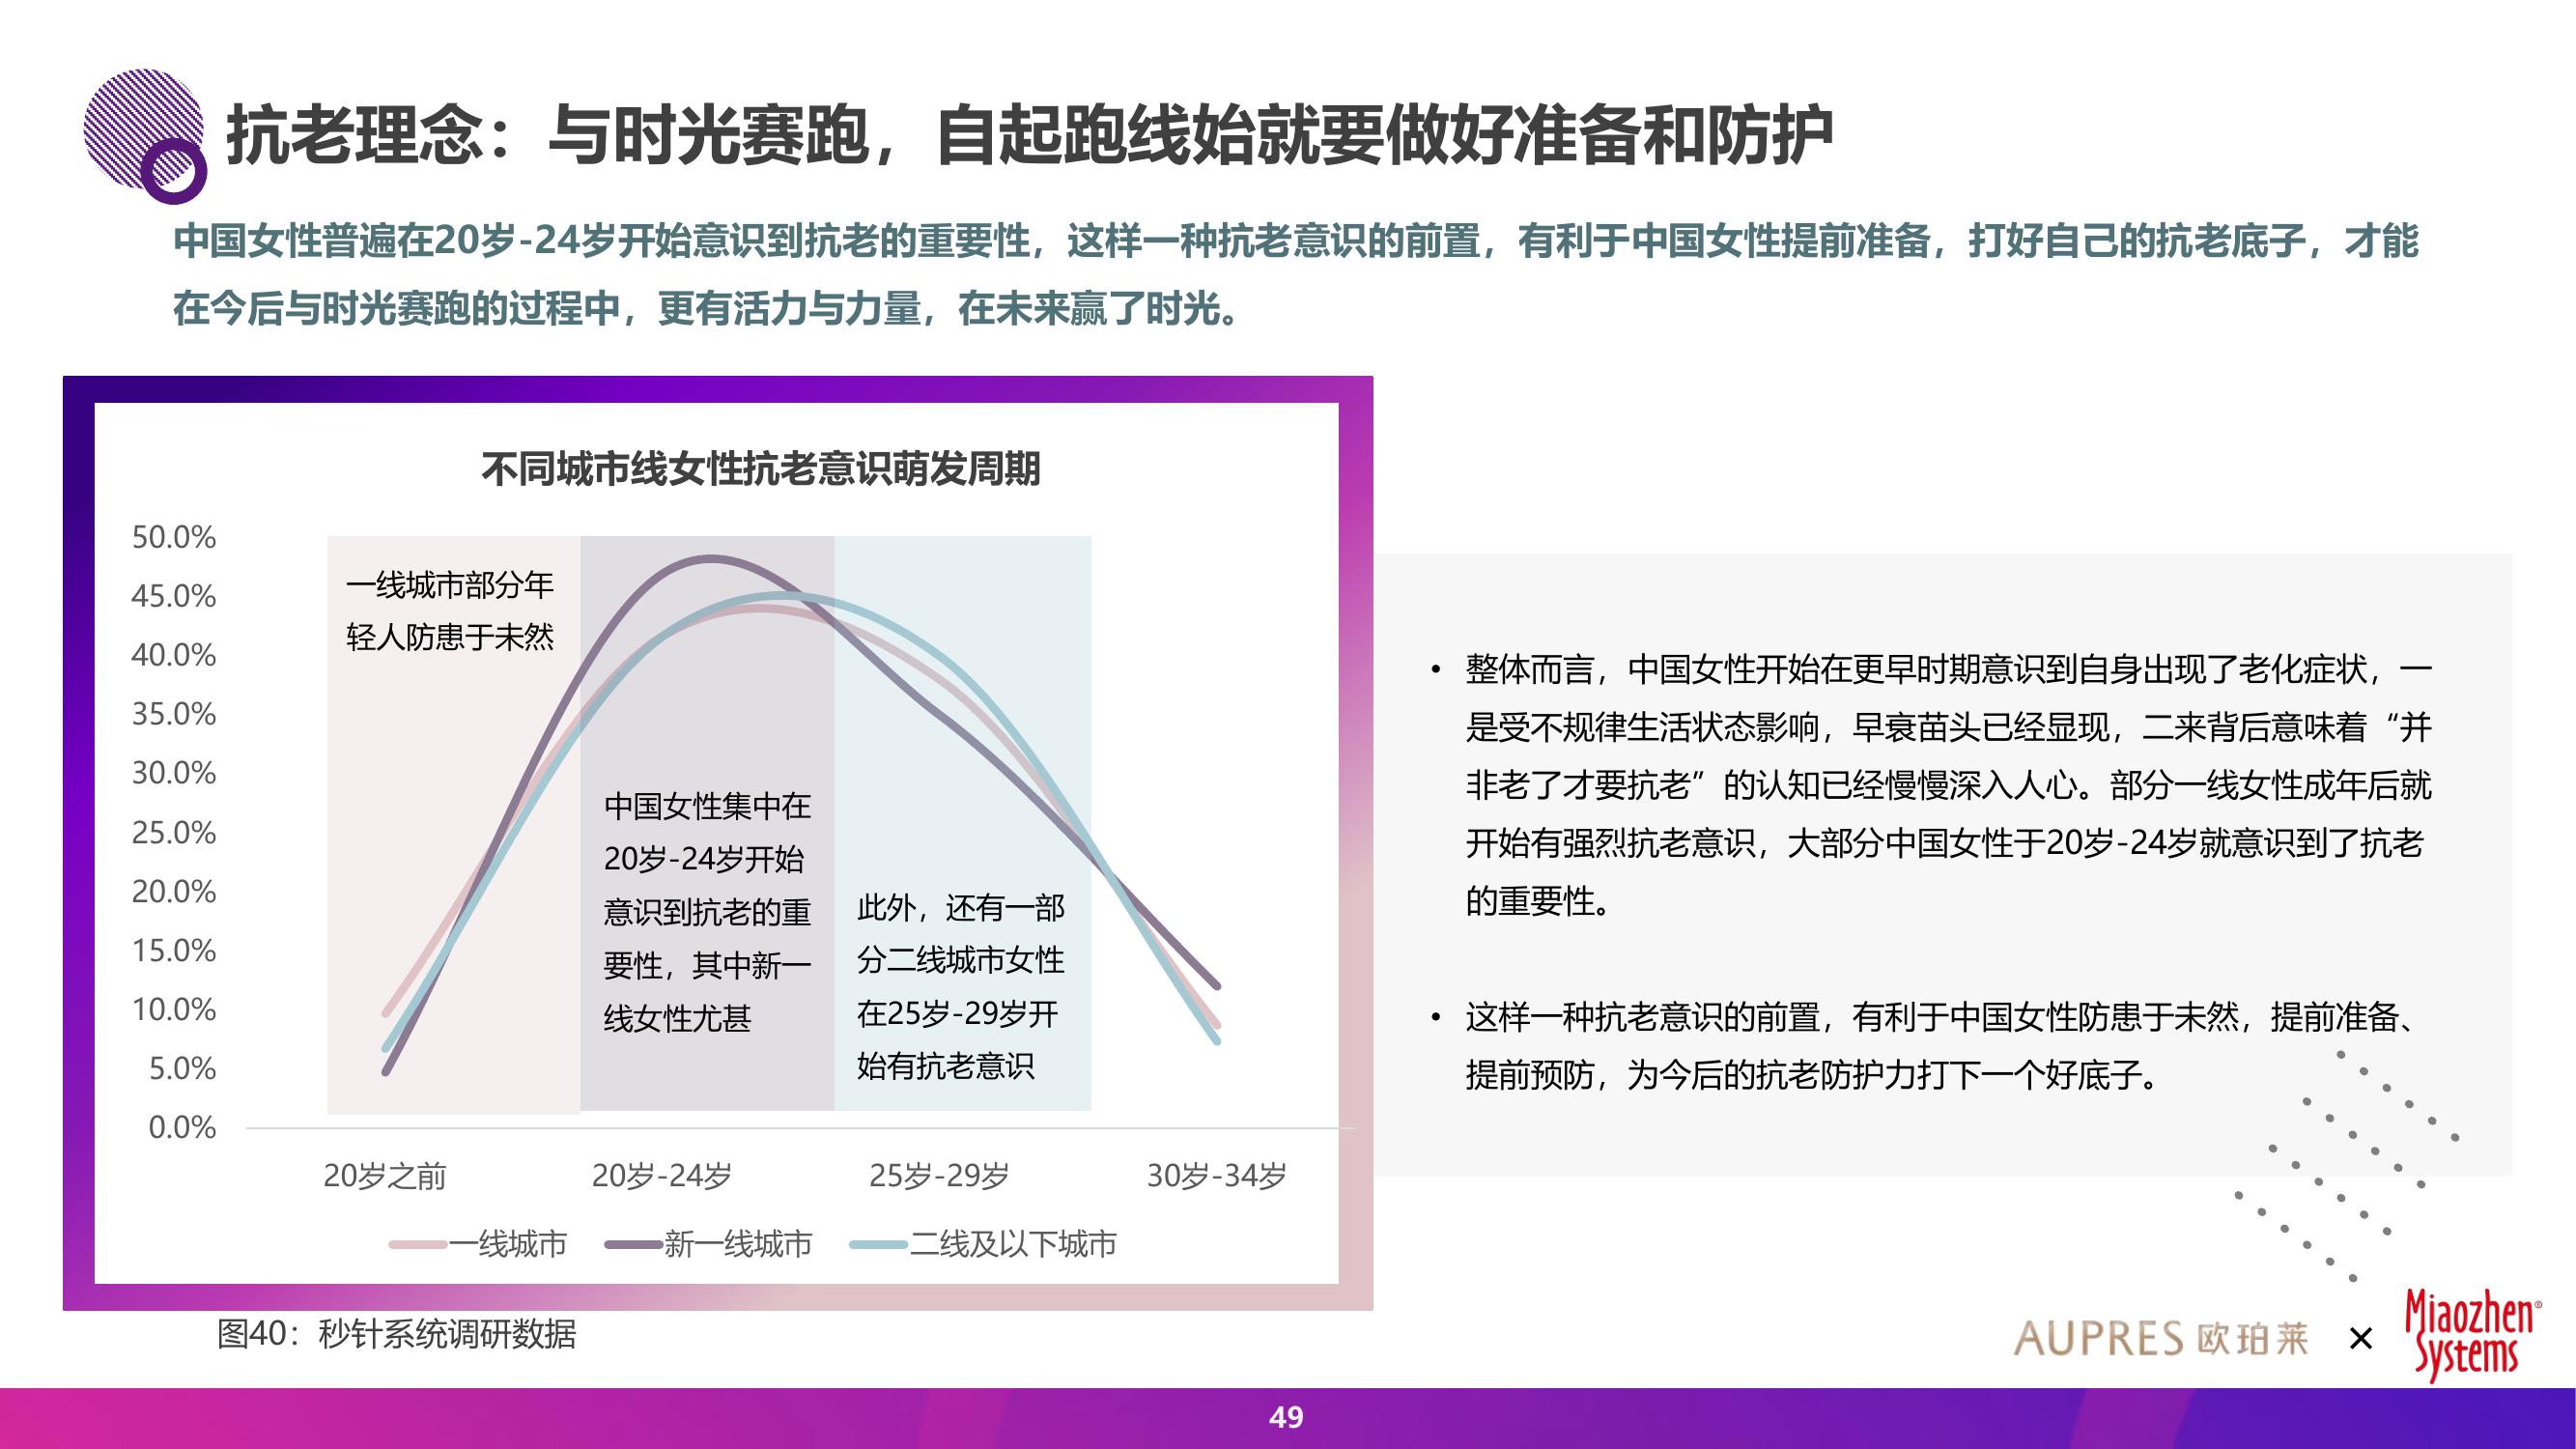 抗老理念：与时光赛跑，自起跑线始就要做好准备和防护
中国女性普遍在20岁-24岁开始意识到抗老的重要性，这样一种抗老意识的前置，有利于中国女性提前准备，打好自己的抗老底子，才能
在今后与时光赛跑的过程中，更有活力与力量，在未来赢了时光。
不同城市线女性抗老意识萌发周期
50.0%
45.0%
40.0%
35.0%
30.0%
25.0%
20.0%
15.0%
10.0%
5.0%
0.0%
一线城市部分年
轻人防患于未然
中国女性集中在
20岁-24岁开始
意识到抗老的重
要性，其中新一
线女性尤甚
此外，还有一部
分二线城市女性
在25岁-29岁开
始有抗老意识
20岁之前
20岁-24岁
25岁-29岁
30岁-34岁
一线城市
新一线城市
二线及以下城市
• 整体而言，中国女性开始在更早时期意识到自身出现了老化症状，一
是受不规律生活状态影响，早衰苗头已经显现，二来背后意味着“并
非老了才要抗老”的认知已经慢慢深入人心。部分一线女性成年后就
开始有强烈抗老意识，大部分中国女性于20岁-24岁就意识到了抗老
的重要性。
• 这样一种抗老意识的前置，有利于中国女性防患于未然，提前准备、
提前预防，为今后的抗老防护力打下一个好底子。
图40：秒针系统调研数据
AUPRES 欧珀莱 × Miaozhen®
Systems
49